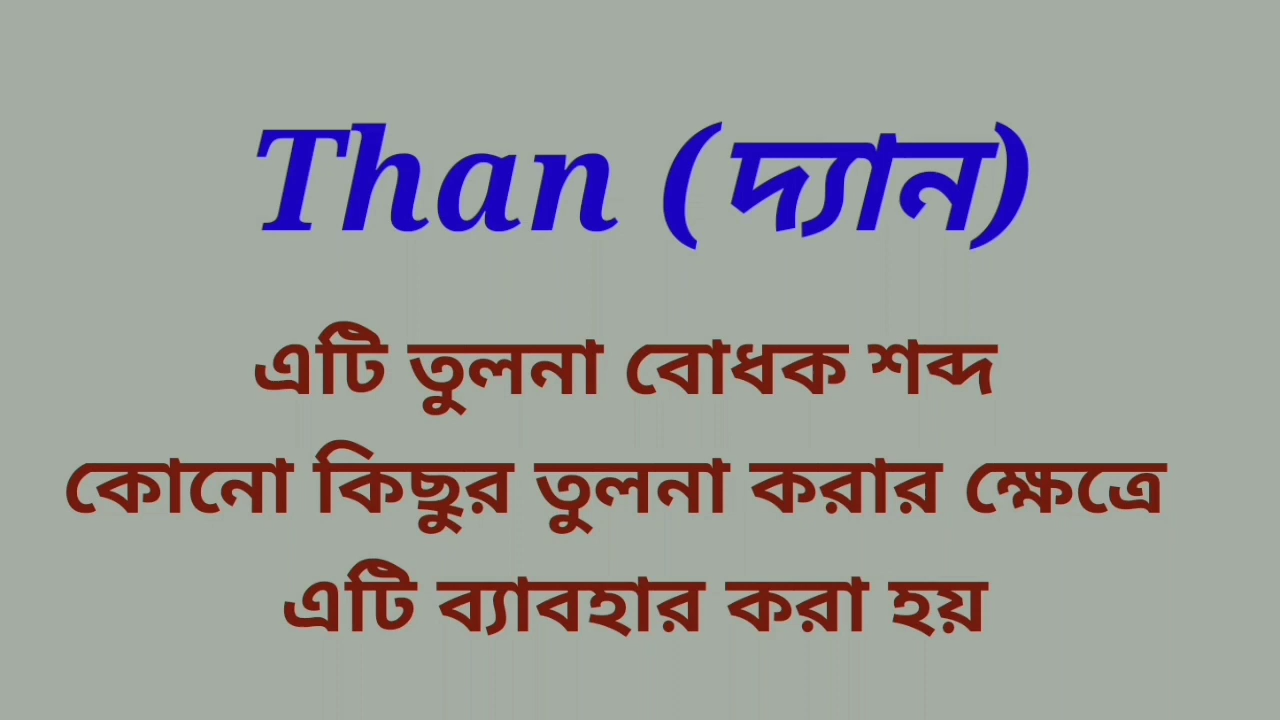 Than (দ্যান)
এটি তুলনা বোধক শব্দ
কোনো কিছুর তুলনা করার ক্ষেত্রে
এটি ব্যাবহার করা হয়